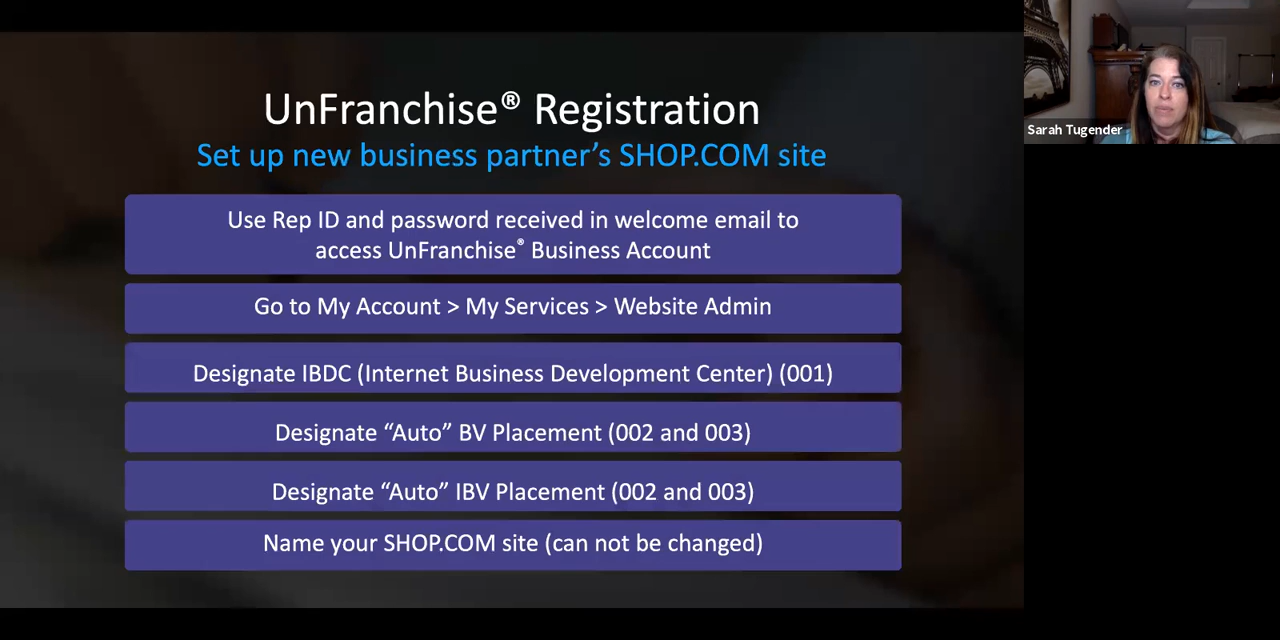 UnFranchise® Registration
Set up new business partner’s SHOP.COM site
Use Rep ID and password received in welcome email to
access UnFranchise® Business Account
Go to My Account > My Services > Website Admin
Designate IBDC (Internet Business Development Center) (001)
Designate “Auto” BV Placement (002 and 003)
Designate “Auto” IBV Placement (002 and 003)
Name your SHOP.COM site (can not be changed)
Sarah Tugender